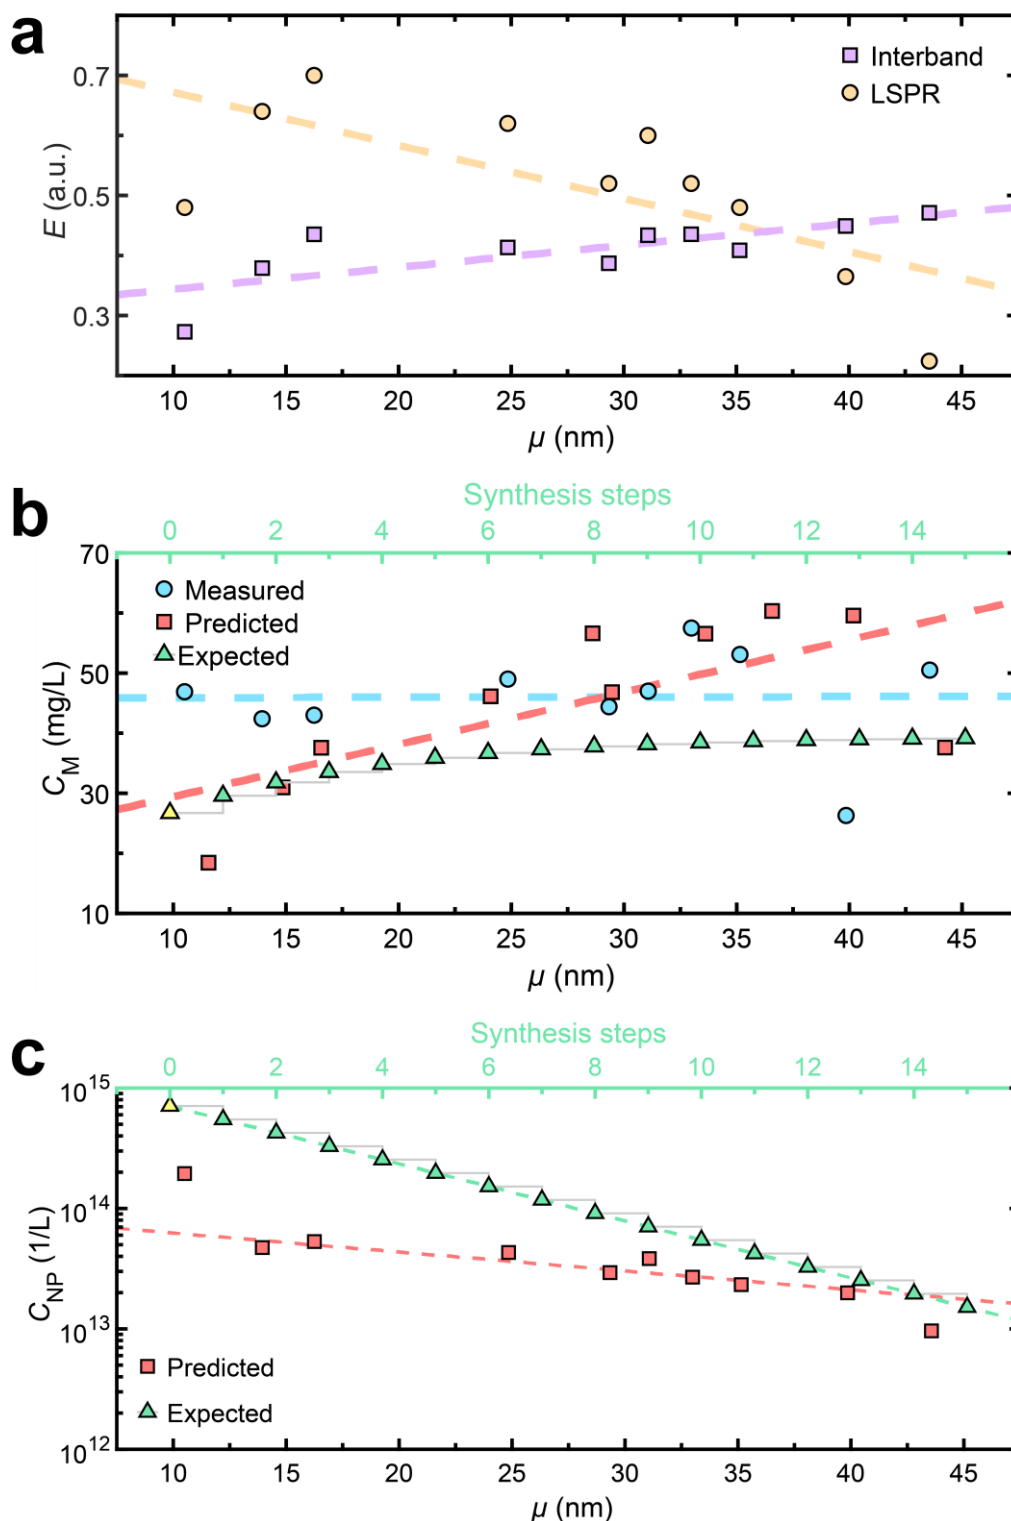 a
Interband
LSPR
0.7
0.5
0.3
E (a.u.)
10 15 20 25 30 35 40 45
μ (nm)
b
Synthesis steps
0 2 4 6 8 10 12 14
Measured
Predicted
Expected
70
50
30
10
C_M (mg/L)
10 15 20 25 30 35 40 45
μ (nm)
c
Synthesis steps
0 2 4 6 8 10 12 14
10^15
10^14
10^13
10^12
C_NP (1/L)
Predicted
Expected
10 15 20 25 30 35 40 45
μ (nm)